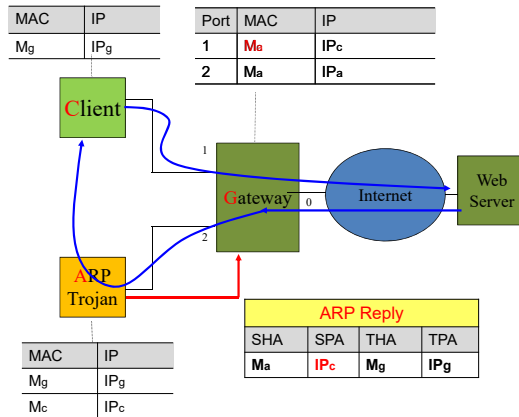 MAC IP
Mg IPg
Port MAC IP
1 IPc
2 Ma IPa
Client
1
Gateway
0
Internet
Web
Server
2
ARP
Trojan
ARP Reply
SHA SPA THA TPA
Ma IPc Mg IPg
MAC IP
Mg IPg
Mc IPc